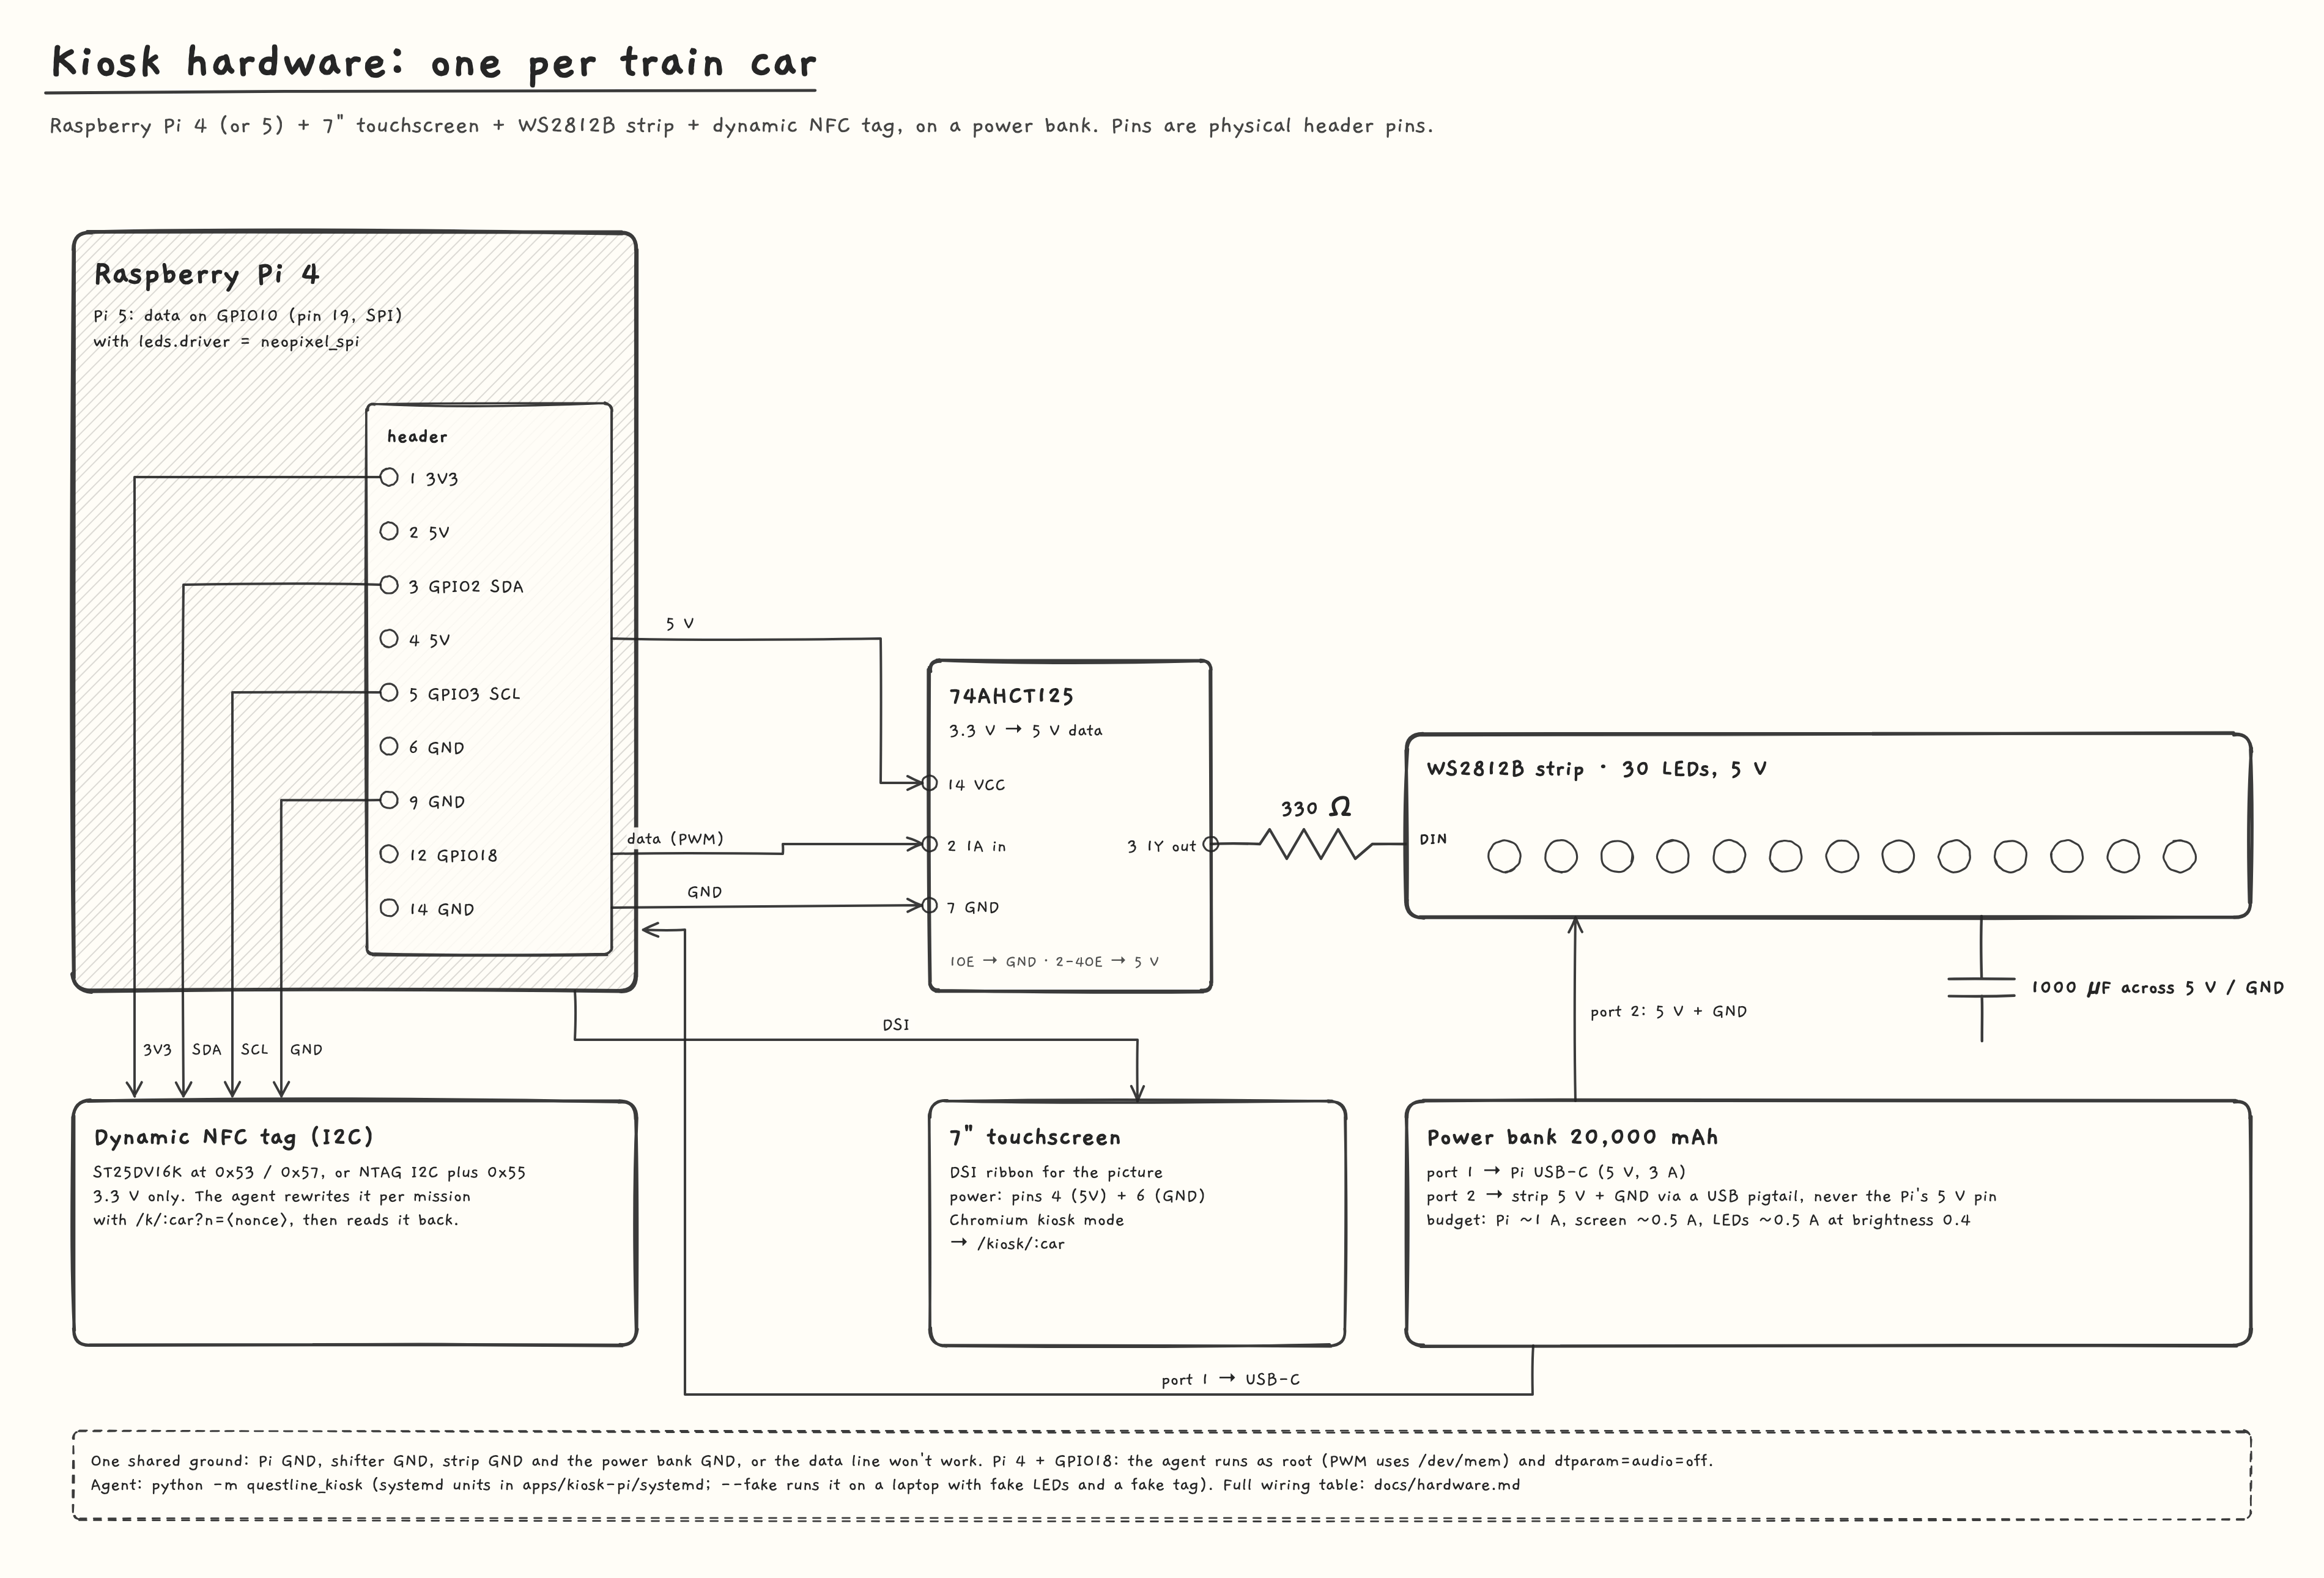 Kiosk hardware: one per train car
Raspberry Pi 4 (or 5) + 7" touchscreen + WS2812B strip + dynamic NFC tag, on a power bank. Pins are physical header pins.
Raspberry Pi 4
Pi 5: data on GPIO10 (pin 19, SPI)
with leds.driver = neopixel_spi
header
1 3V3
2 5V
3 GPIO2 SDA
4 5V
5 GPIO3 SCL
6 GND
9 GND
12 GPIO18
14 GND
5 V
data (PWM)
GND
74AHCT125
3.3 V → 5 V data
14 VCC
2 1A in
3 1Y out
7 GND
1OE → GND · 2-4OE → 5 V
330 Ω
WS2812B strip · 30 LEDs, 5 V
DIN
1000 µF across 5 V / GND
port 2: 5 V + GND
DSI
3V3
SDA
SCL
GND
Dynamic NFC tag (I2C)
ST25DV16K at 0x53 / 0x57, or NTAG I2C plus 0x55
3.3 V only. The agent rewrites it per mission
with /k/:car?n=⟨nonce⟩, then reads it back.
7" touchscreen
DSI ribbon for the picture
power: pins 4 (5V) + 6 (GND)
Chromium kiosk mode
→ /kiosk/:car
Power bank 20,000 mAh
port 1 → Pi USB-C (5 V, 3 A)
port 2 → strip 5 V + GND via a USB pigtail, never the Pi's 5 V pin
budget: Pi ~1 A, screen ~0.5 A, LEDs ~0.5 A at brightness 0.4
port 1 → USB-C
One shared ground: Pi GND, shifter GND, strip GND and the power bank GND, or the data line won't work. Pi 4 + GPIO18: the agent runs as root (PWM uses /dev/mem) and dtparam=audio=off.
Agent: python -m questline_kiosk (systemd units in apps/kiosk-pi/systemd; --fake runs it on a laptop with fake LEDs and a fake tag). Full wiring table: docs/hardware.md